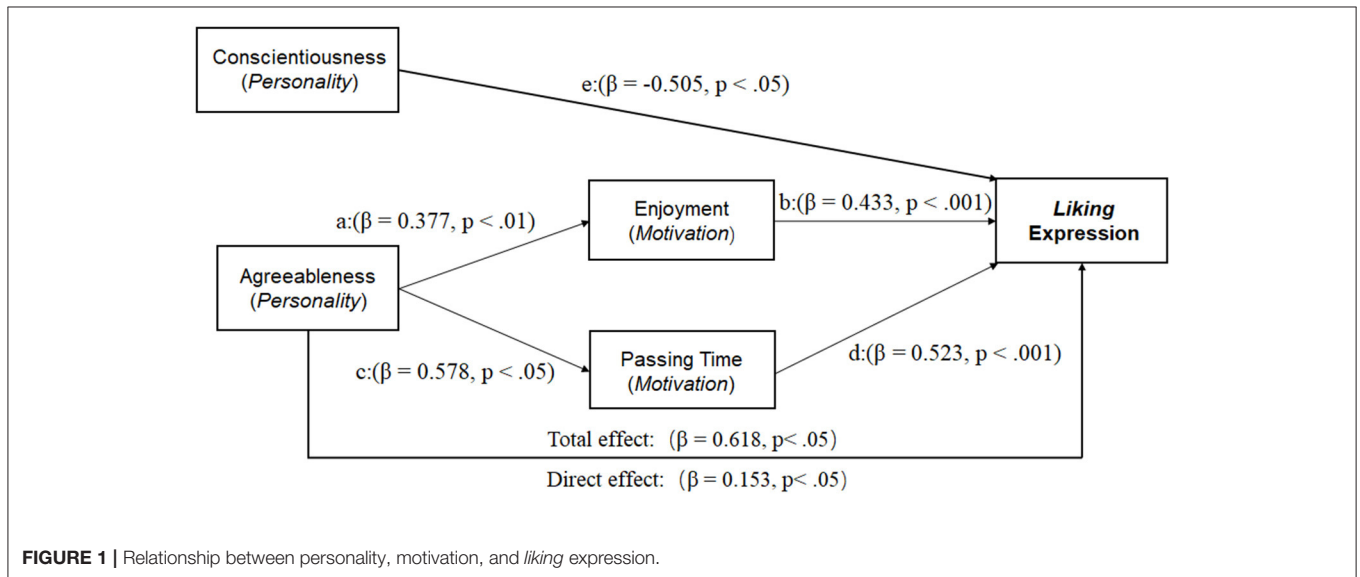 Conscientiousness
(Personality)
e:(β = -0.505, p < .05)
Enjoyment
(Motivation)
b:(β = 0.433, p < .001)
Liking
Expression
a:(β = 0.377, p < .01)
Agreeableness
(Personality)
Passing Time
(Motivation)
d:(β = 0.523, p < .001)
c:(β = 0.578, p < .05)
Total effect: (β = 0.618, p< .05)
Direct effect: (β = 0.153, p< .05)
FIGURE 1 | Relationship between personality, motivation, and liking expression.